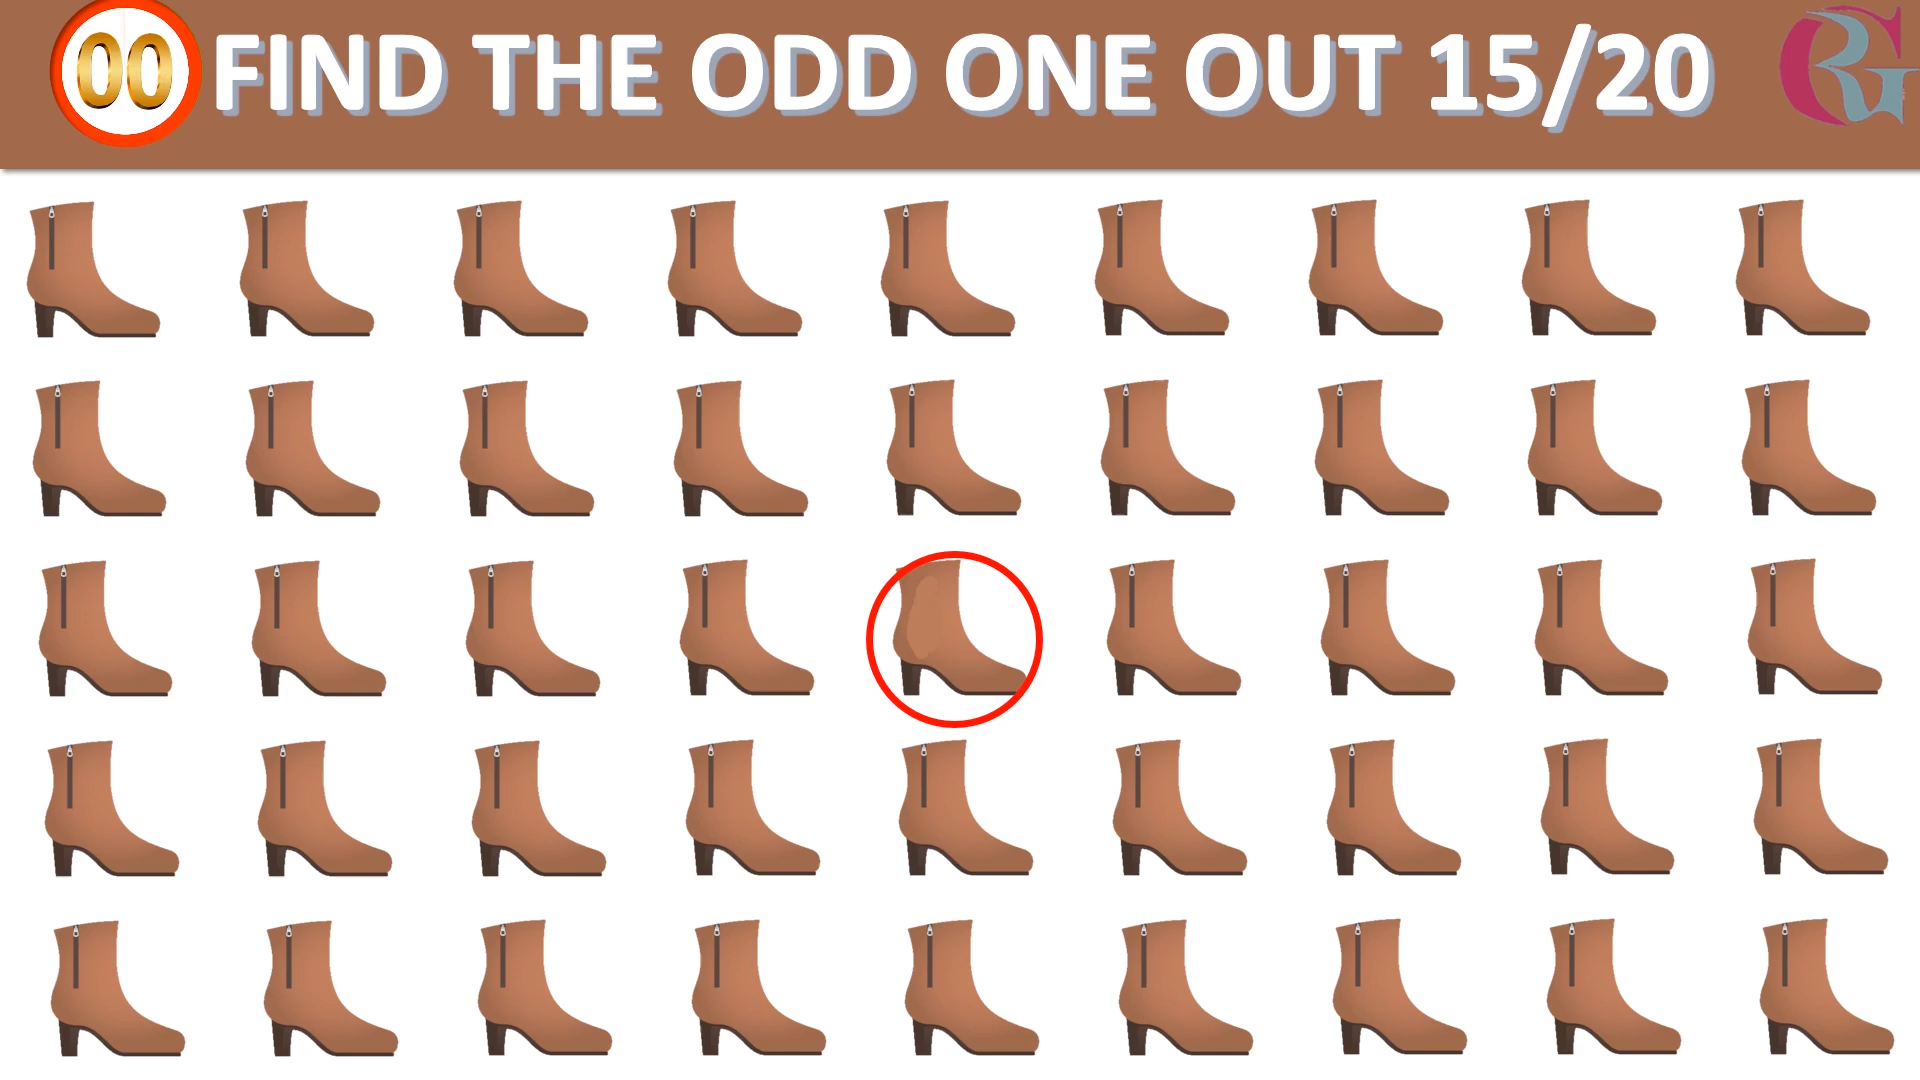 00 FIND THE ODD ONE OUT 15/20